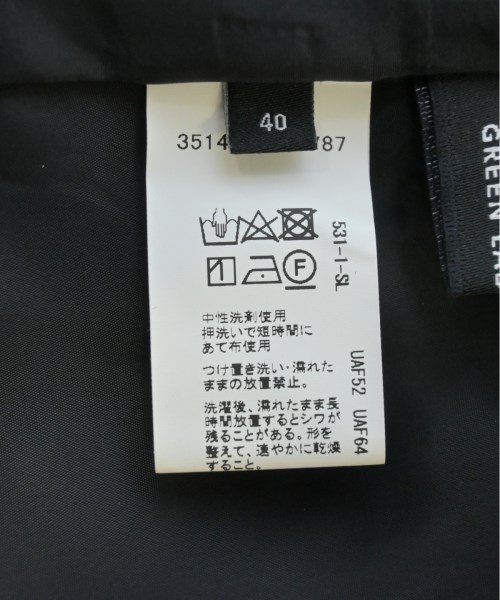 40
3514
787
F
531-1-SL
中性洗剤使用
押洗いで短時間に
あて布使用
つけ置き洗い・濡れた
ままの放置禁止。
洗濯後、濡れたまま長
時間放置するとシワが
残ることがある。形を
整えて、速やかに乾燥
すること。
UAF52 UAF64
GREEN LAB